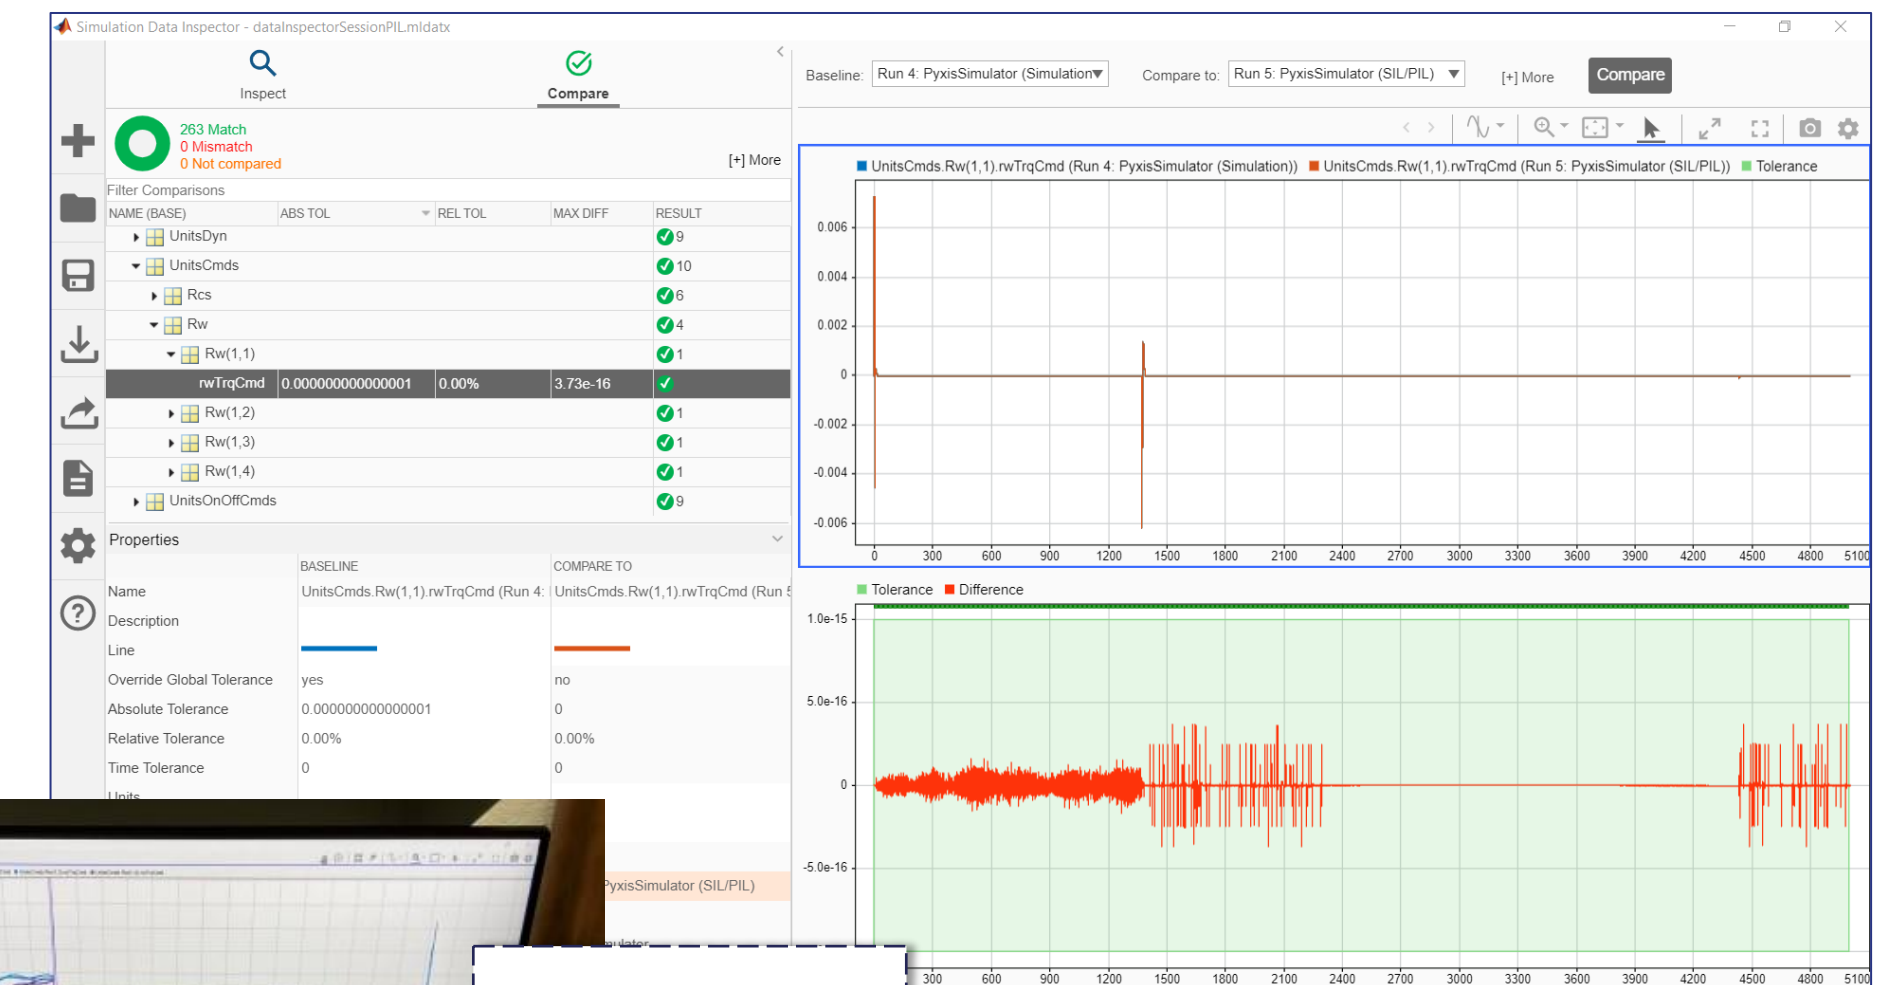 Simulation Data Inspector - dataInspectorSessionPIL.mldatx
Inspect
Compare
263 Match
0 Mismatch
0 Not compared
[+] More
Filter Comparisons
NAME (BASE) ABS TOL REL TOL MAX DIFF RESULT
UnitsDyn 9
UnitsCmds 10
Rcs 6
Rw 4
Rw(1,1) 1
rwTrqCmd 0.000000000000001 0.00% 3.73e-16
Rw(1,2) 1
Rw(1,3) 1
Rw(1,4) 1
UnitsOnOffCmds 9
Properties
BASELINE COMPARE TO
Name UnitsCmds.Rw(1,1).rwTrqCmd (Run 4: UnitsCmds.Rw(1,1).rwTrqCmd (Run 5
Description
Line
Override Global Tolerance yes no
Absolute Tolerance 0.000000000000001 0
Relative Tolerance 0.00% 0.00%
Time Tolerance 0 0
Units
PyxisSimulator (SIL/PIL)
Baseline: Run 4: PyxisSimulator (Simulation Compare to: Run 5: PyxisSimulator (SIL/PIL) [+] More Compare
UnitsCmds.Rw(1,1).rwTrqCmd (Run 4: PyxisSimulator (Simulation)) UnitsCmds.Rw(1,1).rwTrqCmd (Run 5: PyxisSimulator (SIL/PIL)) Tolerance
0.006
0.004
0.002
0
-0.002
-0.004
-0.006
0 300 600 900 1200 1500 1800 2100 2400 2700 3000 3300 3600 3900 4200 4500 4800 5100
Tolerance Difference
1.0e-15
5.0e-16
0
-5.0e-16
300 600 900 1200 1500 1800 2100 2400 2700 3000 3300 3600 3900 4200 4500 4800 5100